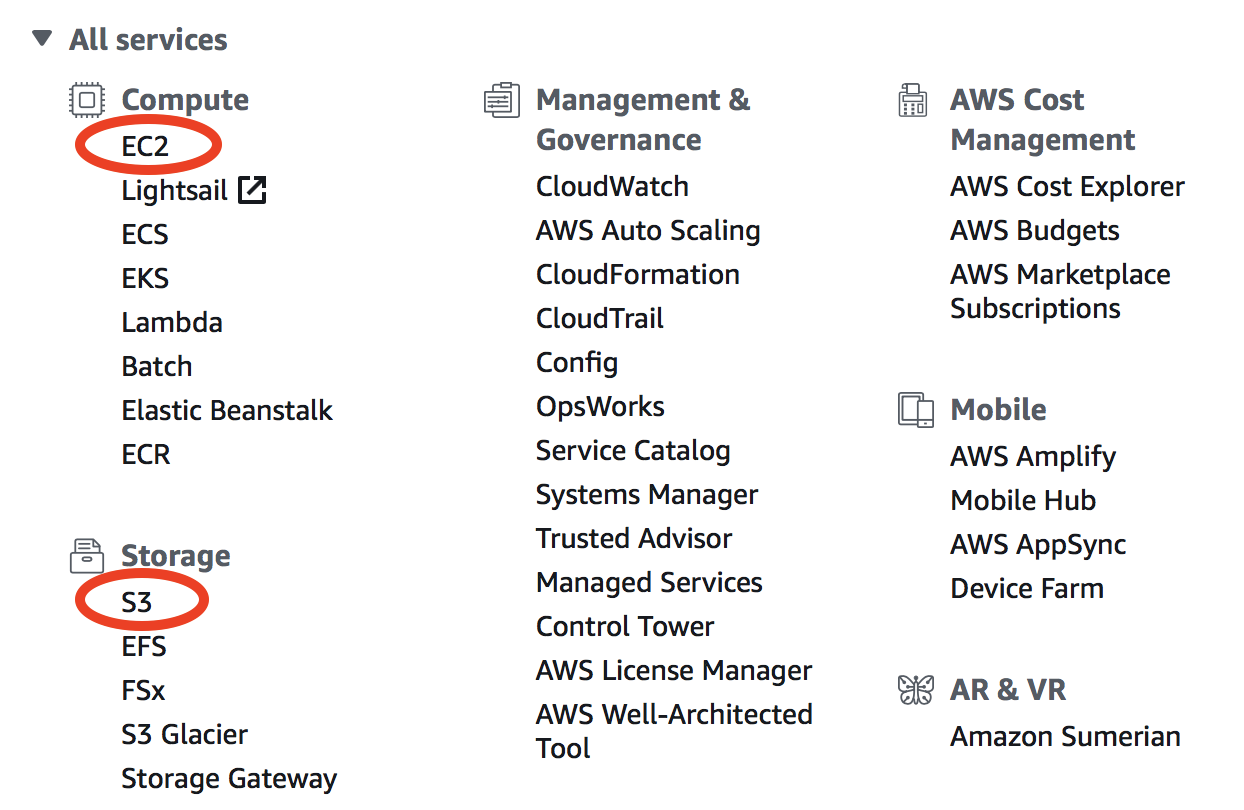 All services
Compute
EC2
Lightsail
ECS
EKS
Lambda
Batch
Elastic Beanstalk
ECR
Storage
S3
EFS
FSx
S3 Glacier
Storage Gateway
Management &
Governance
CloudWatch
AWS Auto Scaling
CloudFormation
CloudTrail
Config
OpsWorks
Service Catalog
Systems Manager
Trusted Advisor
Managed Services
Control Tower
AWS License Manager
AWS Well-Architected
Tool
AWS Cost
Management
AWS Cost Explorer
AWS Budgets
AWS Marketplace
Subscriptions
Mobile
AWS Amplify
Mobile Hub
AWS AppSync
Device Farm
AR & VR
Amazon Sumerian